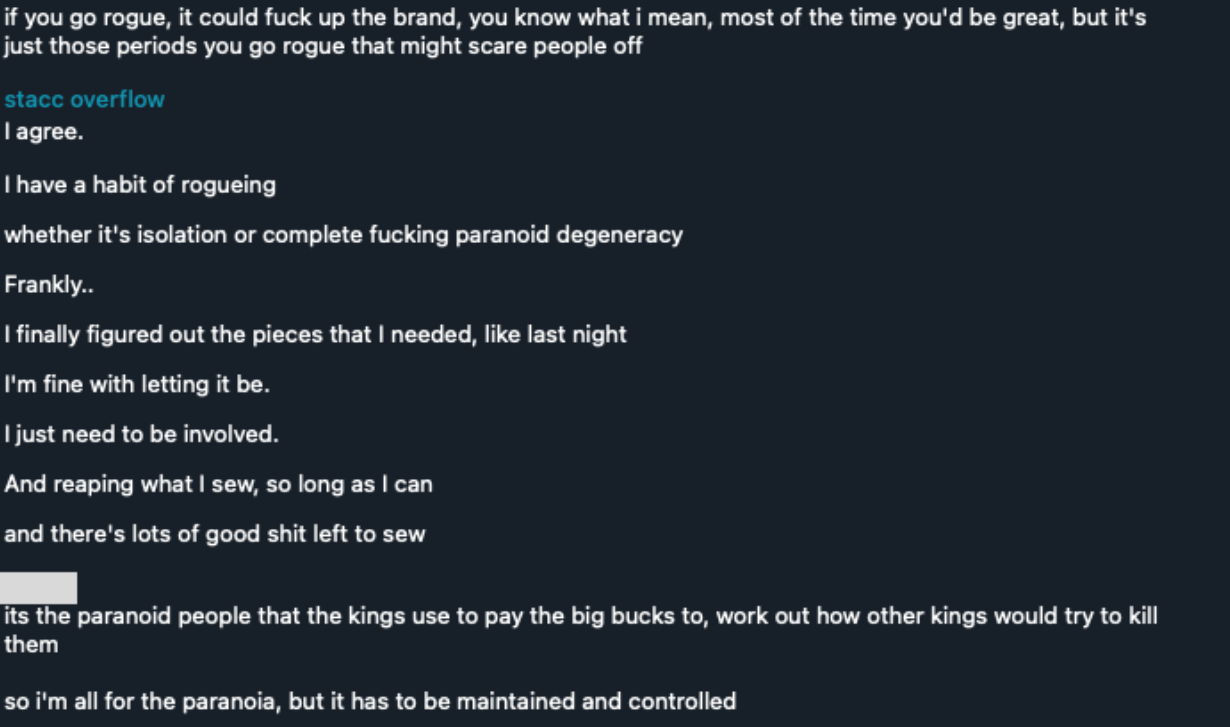 if you go rogue, it could fuck up the brand, you know what i mean, most of the time you'd be great, but it's
just those periods you go rogue that might scare people off
stacc overflow
I agree.
I have a habit of rogueing
whether it's isolation or complete fucking paranoid degeneracy
Frankly..
I finally figured out the pieces that I needed, like last night
I'm fine with letting it be.
I just need to be involved.
And reaping what I sew, so long as I can
and there's lots of good shit left to sew
its the paranoid people that the kings use to pay the big bucks to, work out how other kings would try to kill
them
so i'm all for the paranoia, but it has to be maintained and controlled